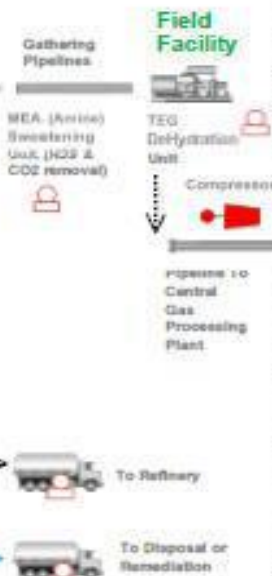 Field
Facility
Gathering
Pipelines
MEA (Amine)
Sweetening
Unit (H2S &
CO2 removal)
TEG
DeHydration
Unit
Compressor
Pipeline To
Central
Gas
Processing
Plant
To Refinery
To Disposal or
Remediation